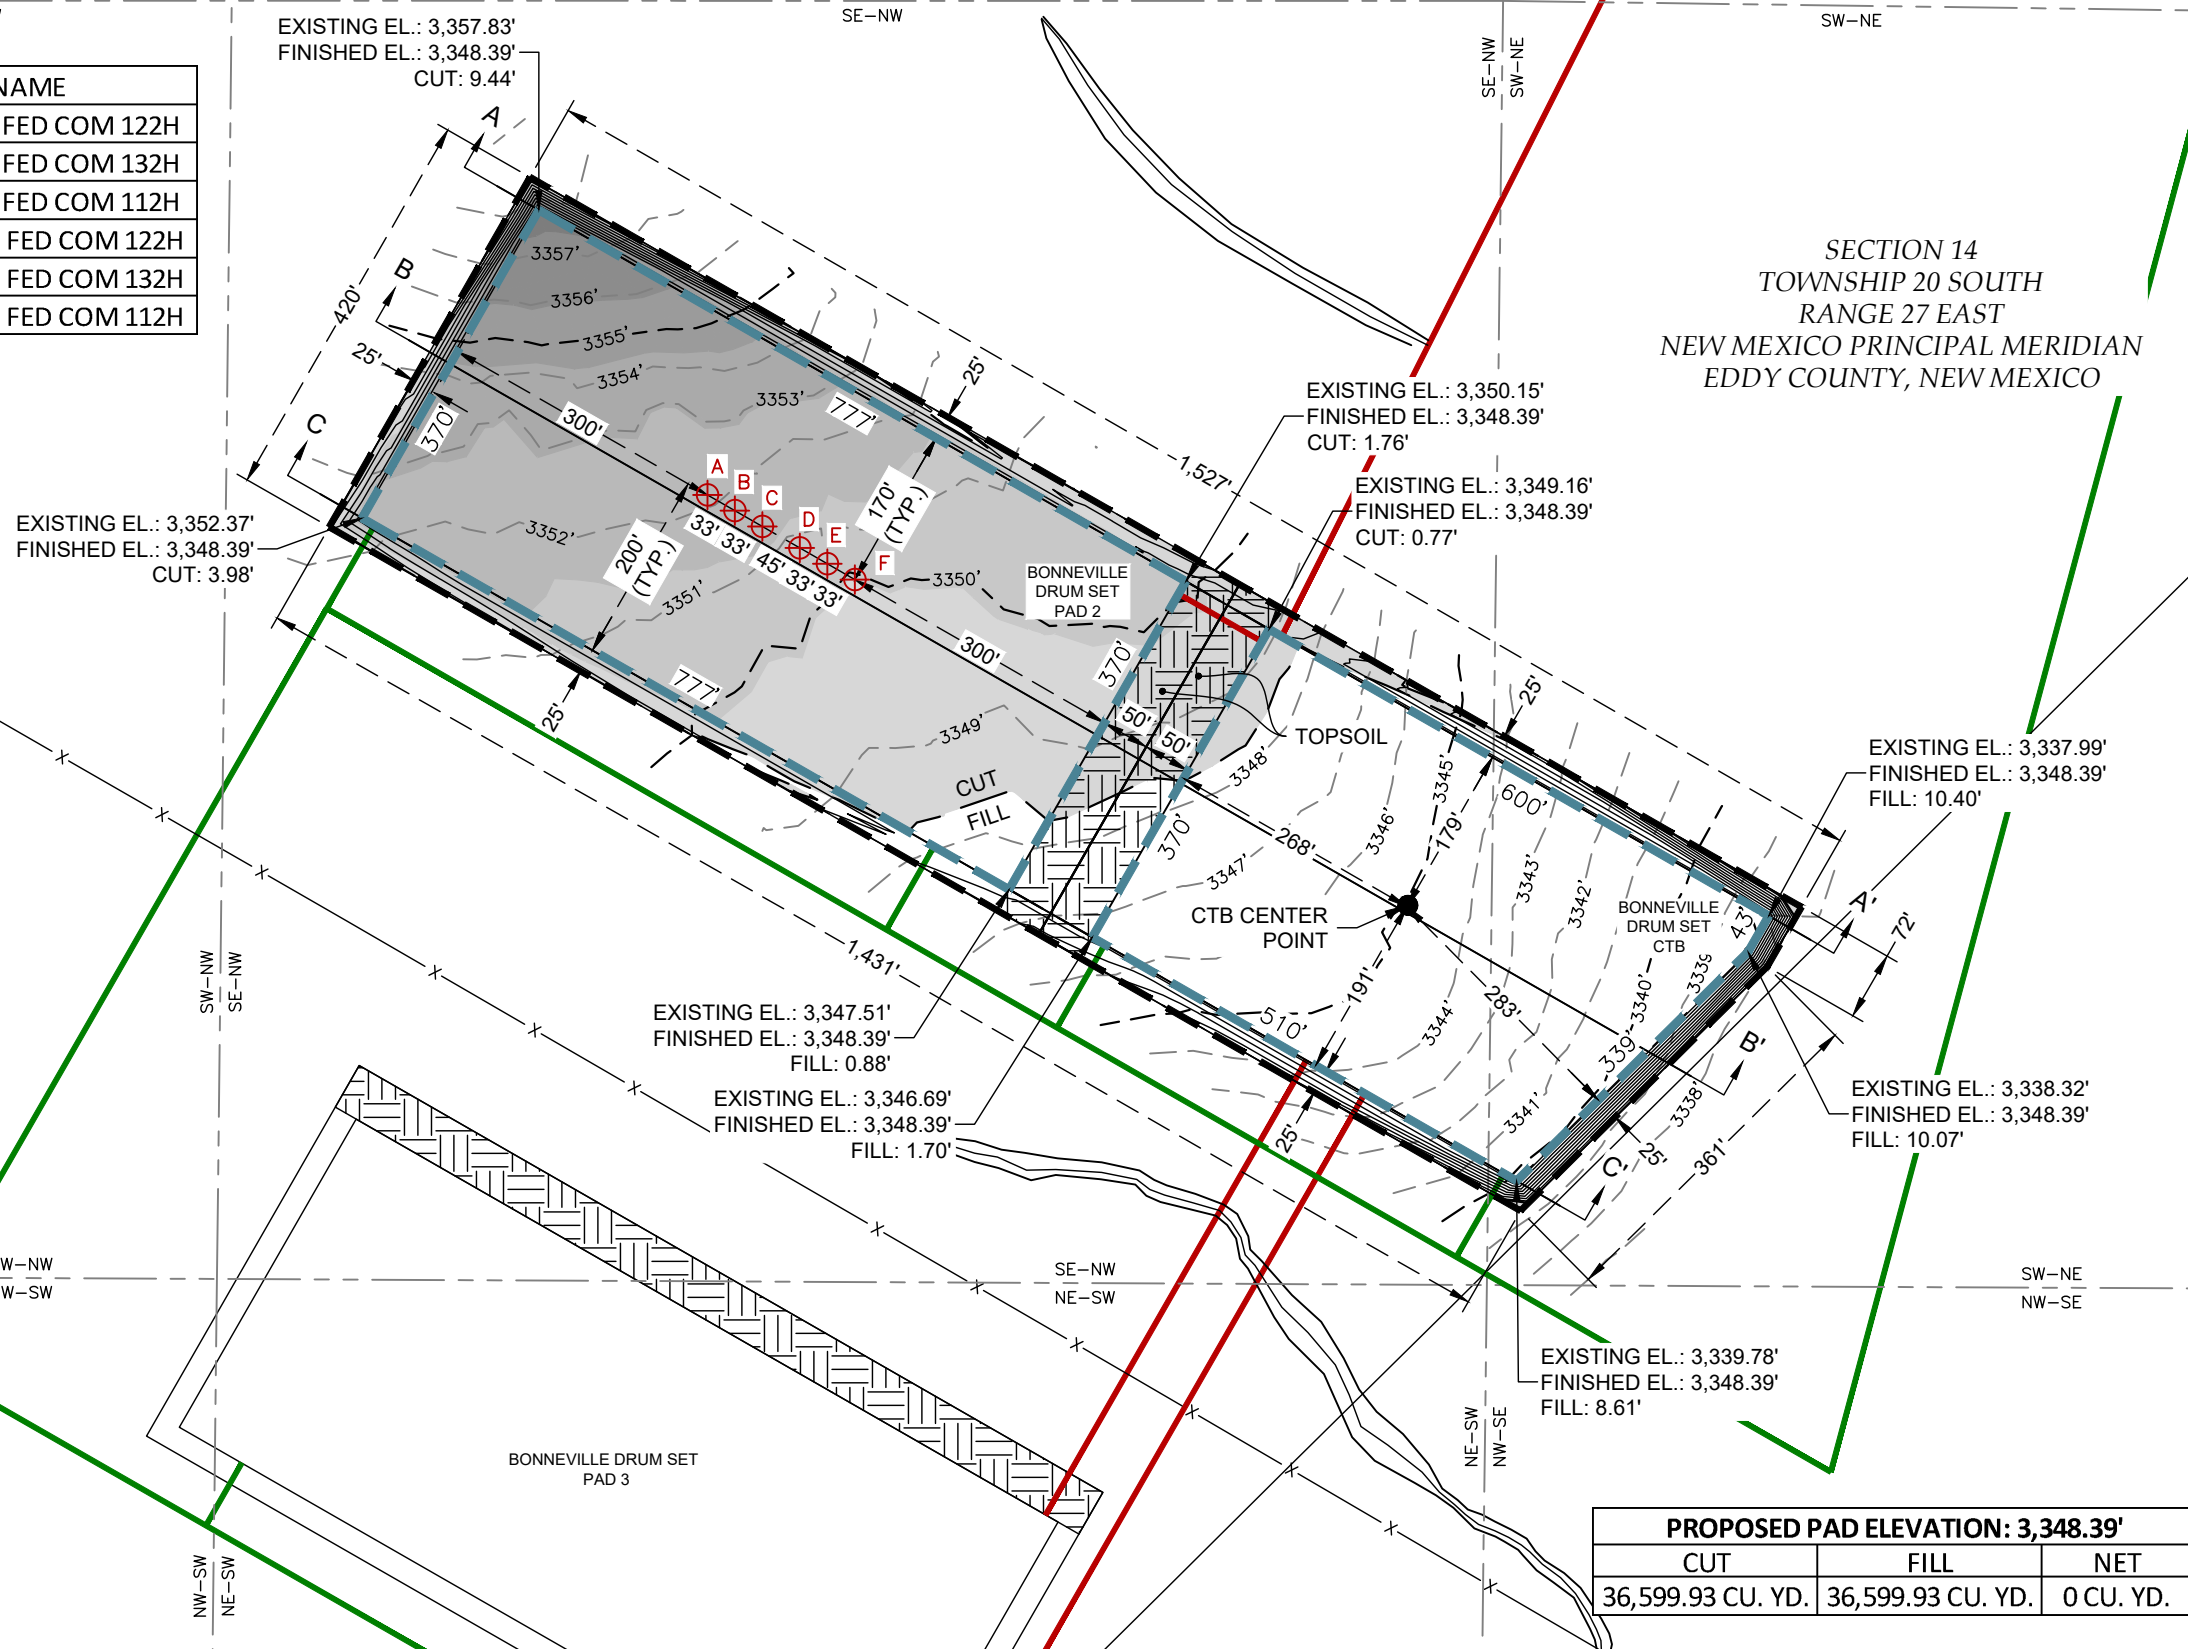 SE-NW
SW-NE
EXISTING EL.: 3,357.83'
FINISHED EL.: 3,348.39'
CUT: 9.44'
SE-NW
SW-NE
NAME
FED COM 122H
FED COM 132H
FED COM 112H
FED COM 122H
FED COM 132H
FED COM 112H
A
B
C
420'
25'
370'
3357'
3356'
3355'
3354'
3353'
3352'
3351'
3350'
3349'
777'
300'
25'
1,527'
A
B
C
D
E
F
33' 33'
45' 33' 33'
200'
(TYP.)
170'
(TYP.)
SECTION 14
TOWNSHIP 20 SOUTH
RANGE 27 EAST
NEW MEXICO PRINCIPAL MERIDIAN
EDDY COUNTY, NEW MEXICO
EXISTING EL.: 3,350.15'
FINISHED EL.: 3,348.39'
CUT: 1.76'
EXISTING EL.: 3,349.16'
FINISHED EL.: 3,348.39'
CUT: 0.77'
EXISTING EL.: 3,352.37'
FINISHED EL.: 3,348.39'
CUT: 3.98'
BONNEVILLE
DRUM SET
PAD 2
300'
370'
777'
25'
50'
50'
TOPSOIL
CUT
FILL
370'
3348'
3347'
3346'
3345'
3344'
3343'
3342'
3341'
3340'
3339'
3339
3338'
25'
600'
179'
268'
CTB CENTER
POINT
191'
283'
510'
BONNEVILLE
DRUM SET
CTB
43'
72'
A'
B'
C'
25'
361'
25'
1,431'
EXISTING EL.: 3,337.99'
FINISHED EL.: 3,348.39'
FILL: 10.40'
EXISTING EL.: 3,338.32'
FINISHED EL.: 3,348.39'
FILL: 10.07'
EXISTING EL.: 3,347.51'
FINISHED EL.: 3,348.39'
FILL: 0.88'
EXISTING EL.: 3,346.69'
FINISHED EL.: 3,348.39'
FILL: 1.70'
SW-NW
SE-NW
W-NW
W-SW
SE-NW
NE-SW
SW-NE
NW-SE
EXISTING EL.: 3,339.78'
FINISHED EL.: 3,348.39'
FILL: 8.61'
NE-SW
NW-SE
BONNEVILLE DRUM SET
PAD 3
NW-SW
NE-SW
PROPOSED PAD ELEVATION: 3,348.39'
CUT FILL NET
36,599.93 CU. YD. 36,599.93 CU. YD. 0 CU. YD.